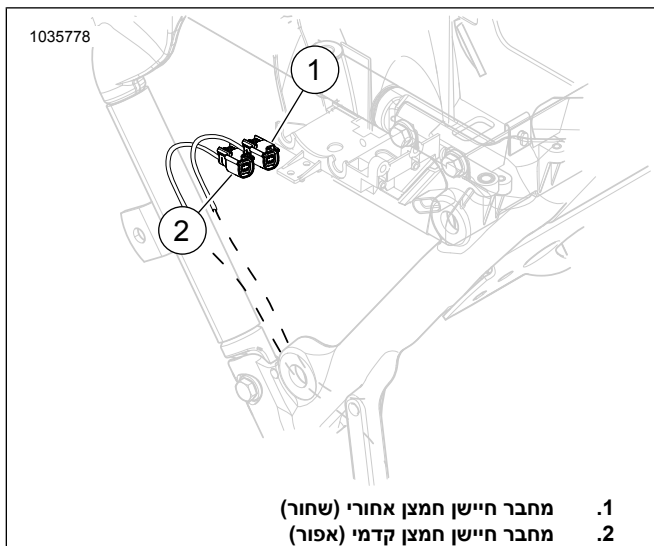 1035778
1
2
1. מחבר חיישן חמצן אחורי (שחור)
2. מחבר חיישן חמצן קדמי (אפור)